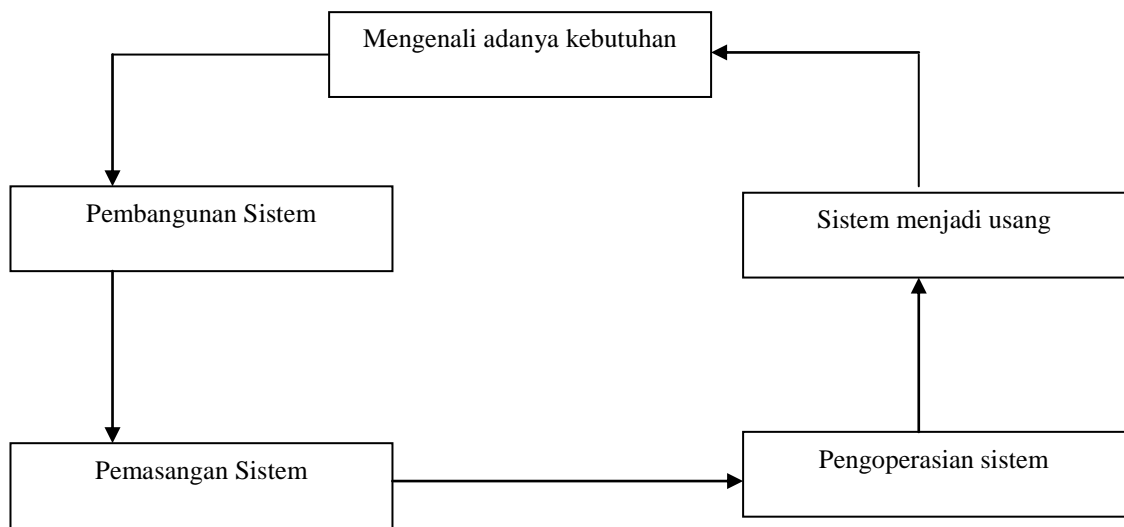 Mengenali adanya kebutuhan
Pembangunan Sistem
Sistem menjadi usang
Pemasangan Sistem
Pengoperasian sistem